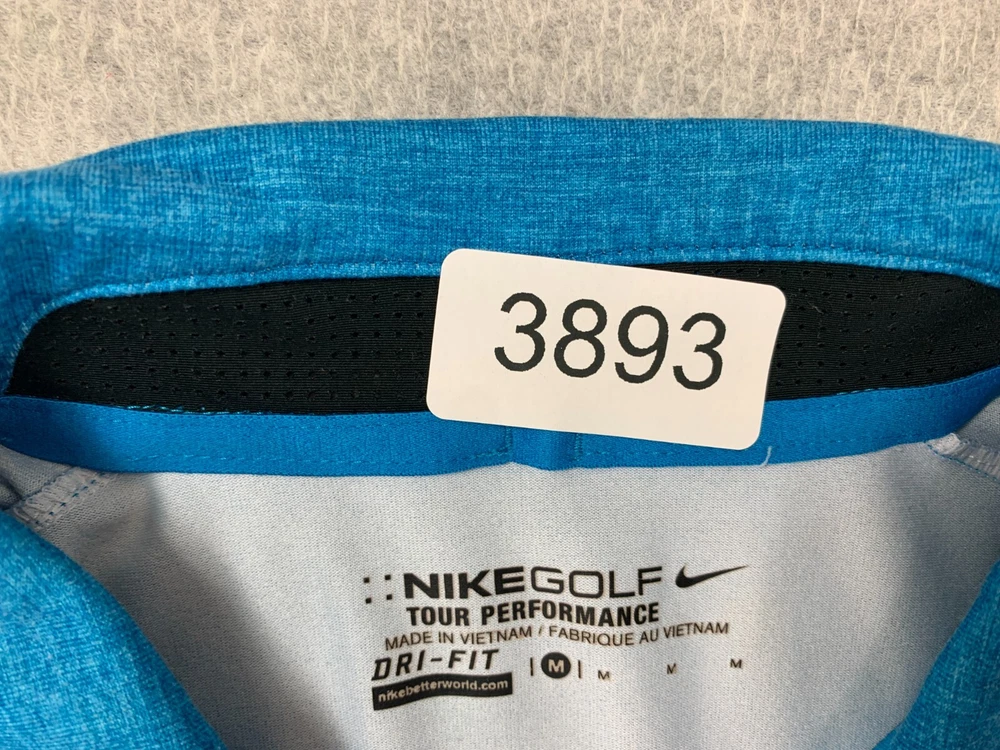 3893
NIKEGOLF
TOUR PERFORMANCE
MADE IN VIETNAM / FABRIQUE AU VIETNAM
DRI-FIT | M | M M M
nikebetterworld.com